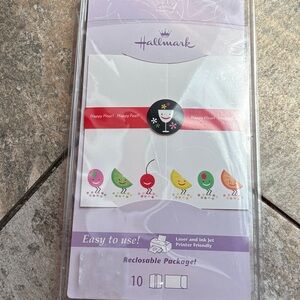 Hallmark
Happy Hour! Happy Hour! Happy Hour!
Easy to use!
Laser and Ink Jet
Printer Friendly
Reclosable Package!
10